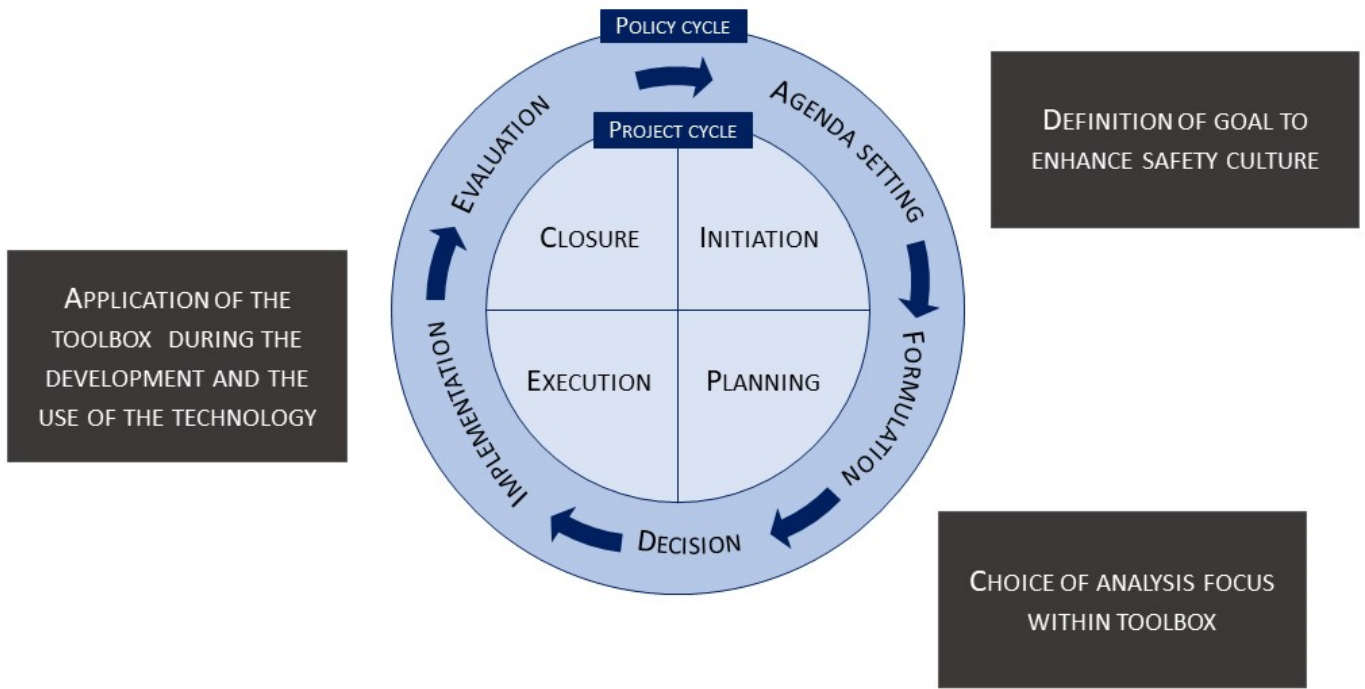 POLICY CYCLE
PROJECT CYCLE
AGENDA SETTING
FORMULATION
DECISION
IMPLEMENTATION
EVALUATION
CLOSURE
INITIATION
EXECUTION
PLANNING
DEFINITION OF GOAL TO
ENHANCE SAFETY CULTURE
CHOICE OF ANALYSIS FOCUS
WITHIN TOOLBOX
APPLICATION OF THE
TOOLBOX DURING THE
DEVELOPMENT AND THE
USE OF THE TECHNOLOGY